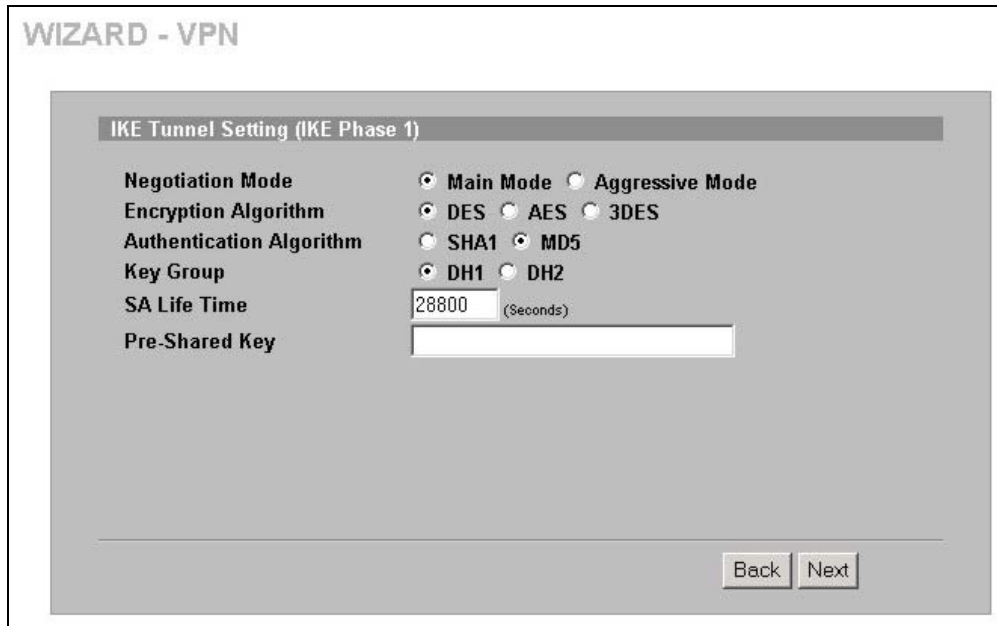 WIZARD - VPN
IKE Tunnel Setting (IKE Phase 1)
Negotiation Mode Main Mode Aggressive Mode
Encryption Algorithm DES AES 3DES
Authentication Algorithm SHA1 MD5
Key Group DH1 DH2
SA Life Time 28800 (Seconds)
Pre-Shared Key
Back Next